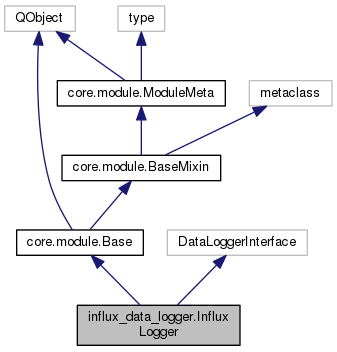 QObject
type
core.module.ModuleMeta
metaclass
core.module.BaseMixin
core.module.Base
DataLoggerInterface
influx_data_logger.Influx
Logger